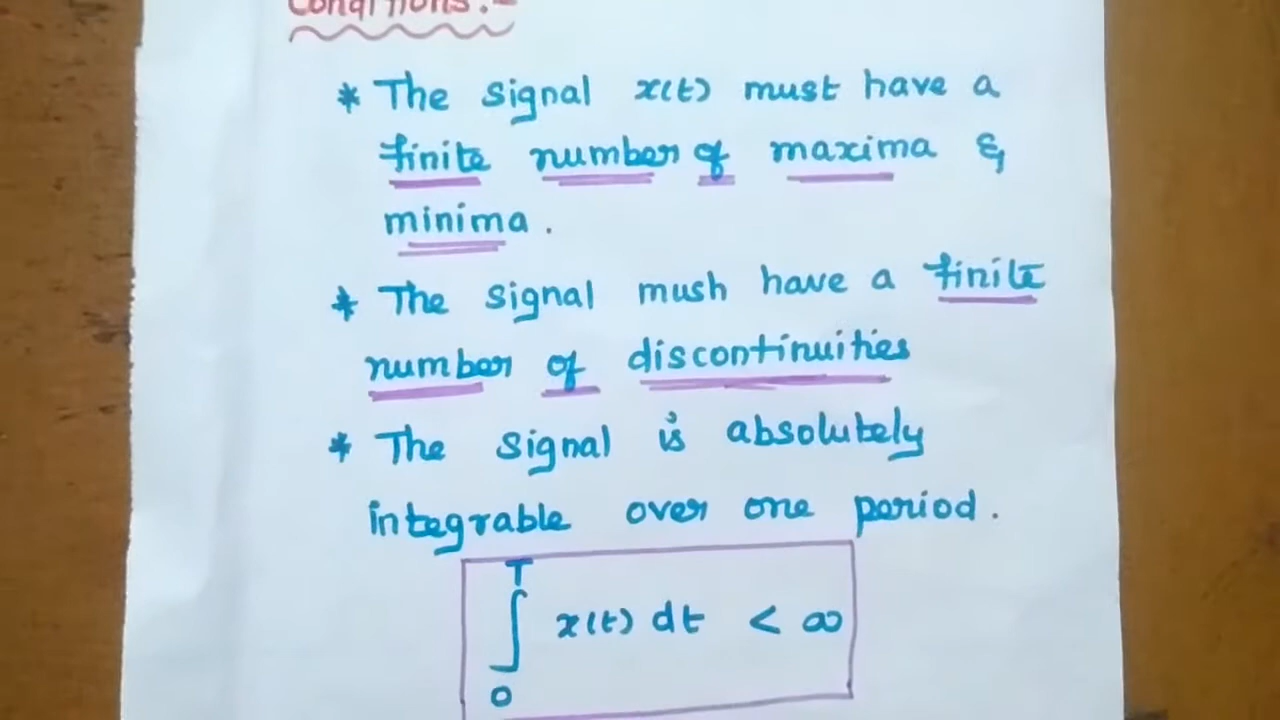 Conditions:-
* The signal x(t) must have a
finite number of maxima &
minima.
* The signal mush have a finite
number of discontinuities
* The signal is absolutely
integrable over one period.
T
∫ x(t) dt < ∞
0